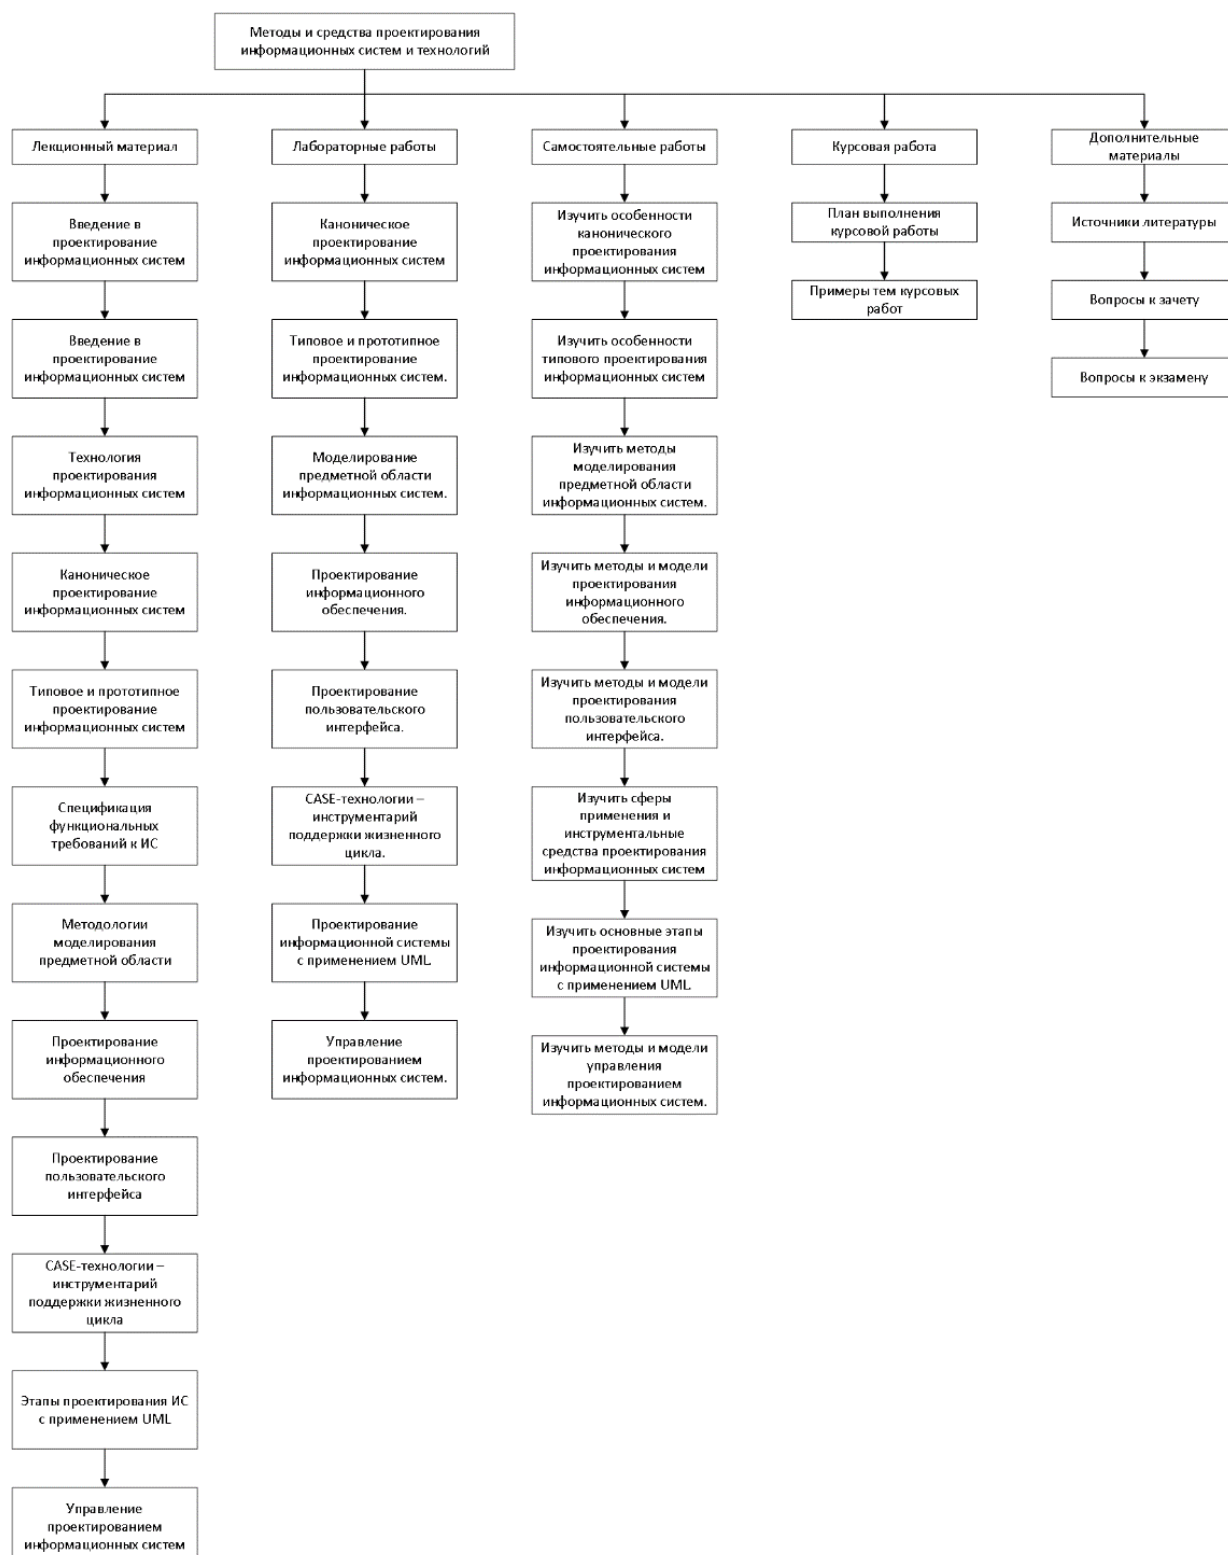 Методы и средства проектирования
информационных систем и технологий
Лекционный материал
Введение в
проектирование
информационных систем
Введение в
проектирование
информационных систем
Технология
проектирования
информационных систем
Каноническое
проектирование
информационных систем
Типовое и прототипное
проектирование
информационных систем
Спецификация
функциональных
требований к ИС
Методологии
моделирования
предметной области
Проектирование
информационного
обеспечения
Проектирование
пользовательского
интерфейса
CASE-технологии –
инструментарий
поддержки жизненного
цикла
Этапы проектирования ИС
с применением UML
Управление
проектированием
информационных систем
Лабораторные работы
Каноническое
проектирование
информационных систем
Типовое и прототипное
проектирование
информационных систем.
Моделирование
предметной области
информационных систем.
Проектирование
информационного
обеспечения.
Проектирование
пользовательского
интерфейса.
CASE-технологии –
инструментарий
поддержки жизненного
цикла.
Проектирование
информационной системы
с применением UML.
Управление
проектированием
информационных систем.
Самостоятельные работы
Изучить особенности
канонического
проектирования
информационных систем
Изучить особенности
типового проектирования
информационных систем
Изучить методы
моделирования
предметной области
информационных систем.
Изучить методы и модели
проектирования
информационного
обеспечения.
Изучить методы и модели
проектирования
пользовательского
интерфейса.
Изучить сферы
применения и
инструментальные
средства проектирования
информационных систем
Изучить основные этапы
проектирования
информационной системы
с применением UML.
Изучить методы и модели
управления
проектированием
информационных систем.
Курсовая работа
План выполнения
курсовой работы
Примеры тем курсовых
работ
Дополнительные
материалы
Источники литературы
Вопросы к зачету
Вопросы к экзамену